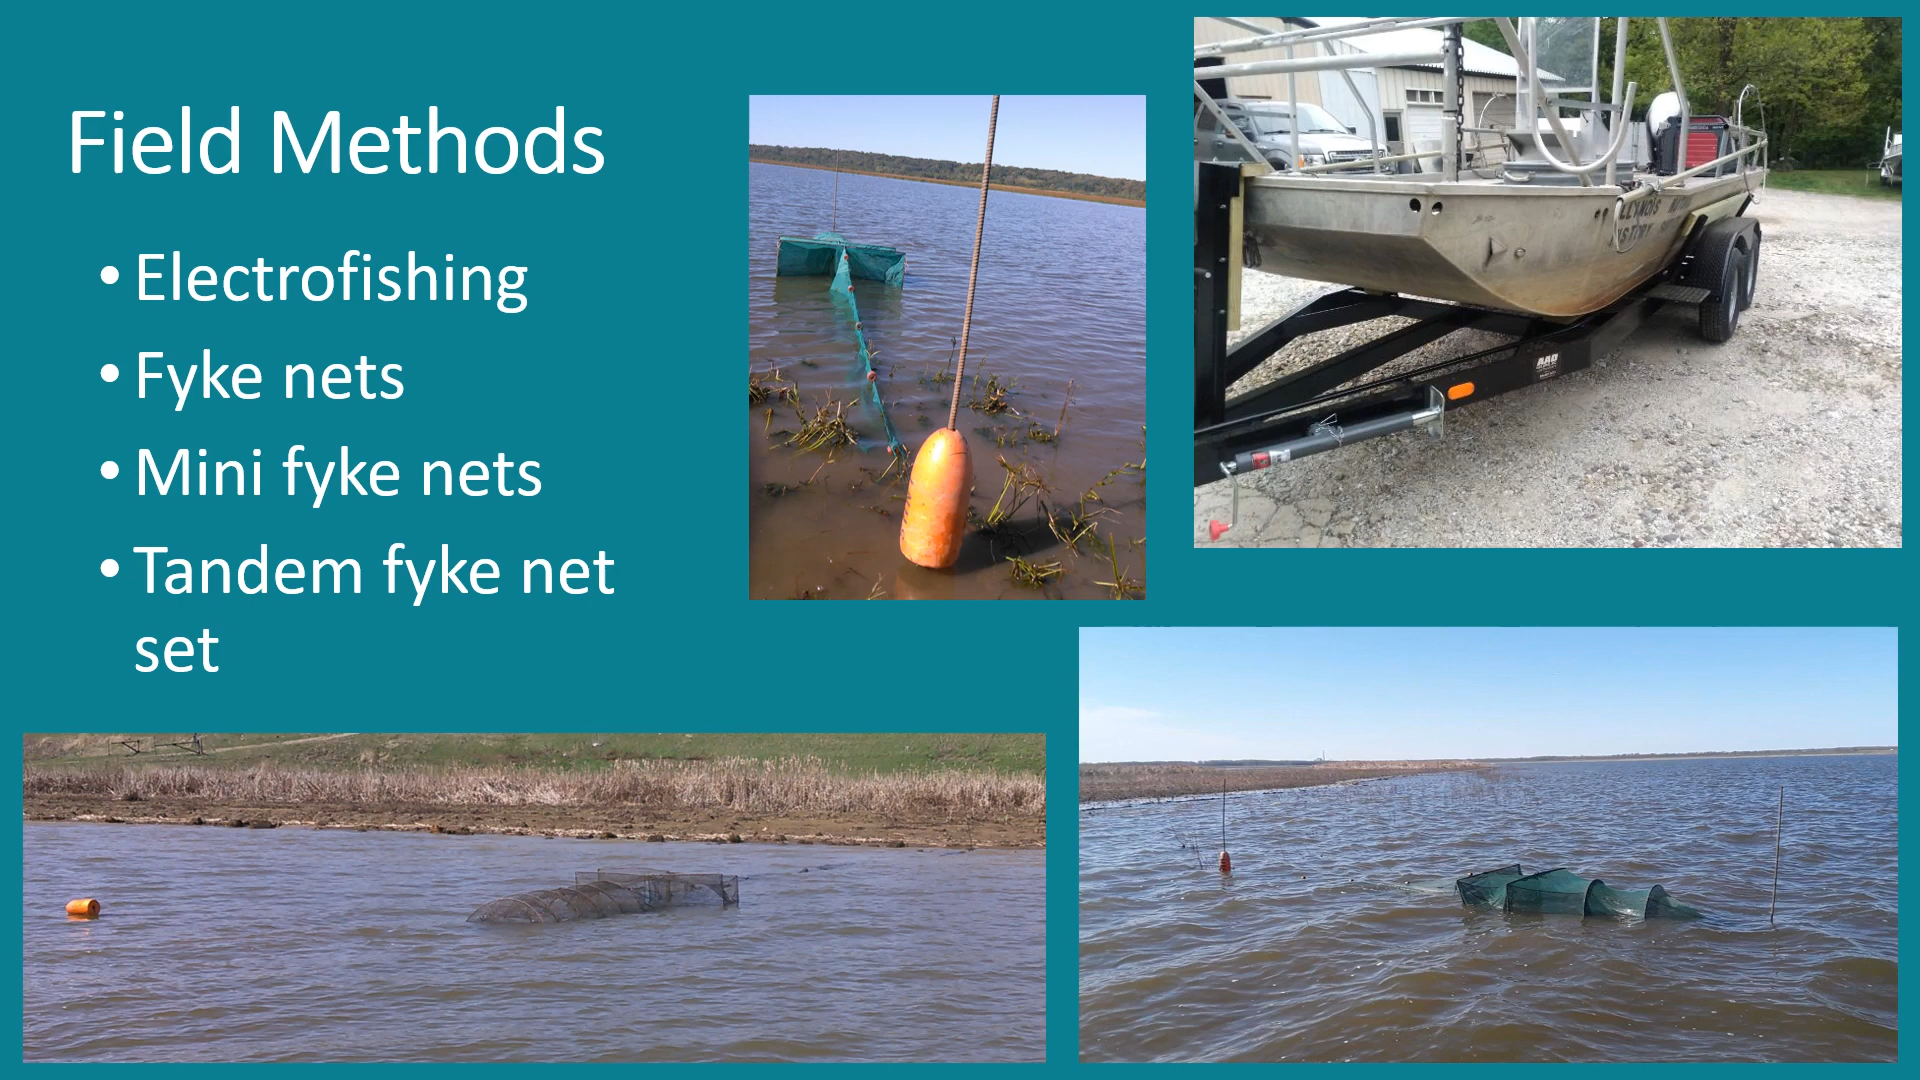 Field Methods
• Electrofishing
• Fyke nets
• Mini fyke nets
• Tandem fyke net
set